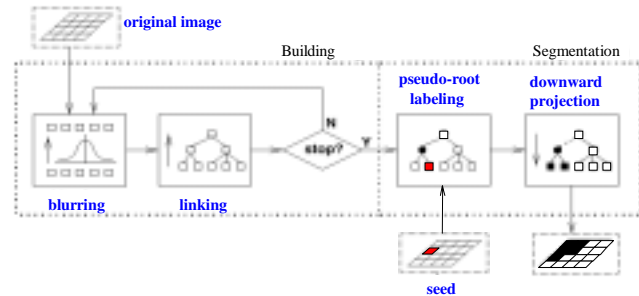 original image
Building
Segmentation
pseudo-root
labeling
downward
projection
N
stop?
Y
blurring
linking
seed